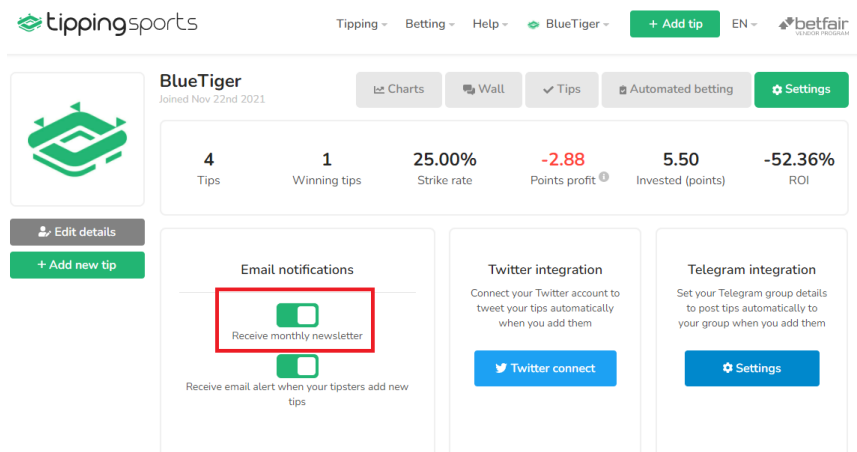 tippingsports
Tipping
Betting
Help
BlueTiger
+ Add tip
EN
betfair
VENDOR PROGRAM
BlueTiger
Joined Nov 22nd 2021
Charts
Wall
Tips
Automated betting
Settings
4
Tips
1
Winning tips
25.00%
Strike rate
-2.88
Points profit
5.50
Invested (points)
-52.36%
ROI
Edit details
+ Add new tip
Email notifications
Receive monthly newsletter
Receive email alert when your tipsters add new
tips
Twitter integration
Connect your Twitter account to
tweet your tips automatically
when you add them
Twitter connect
Telegram integration
Set your Telegram group details
to post tips automatically to
your group when you add them
Settings